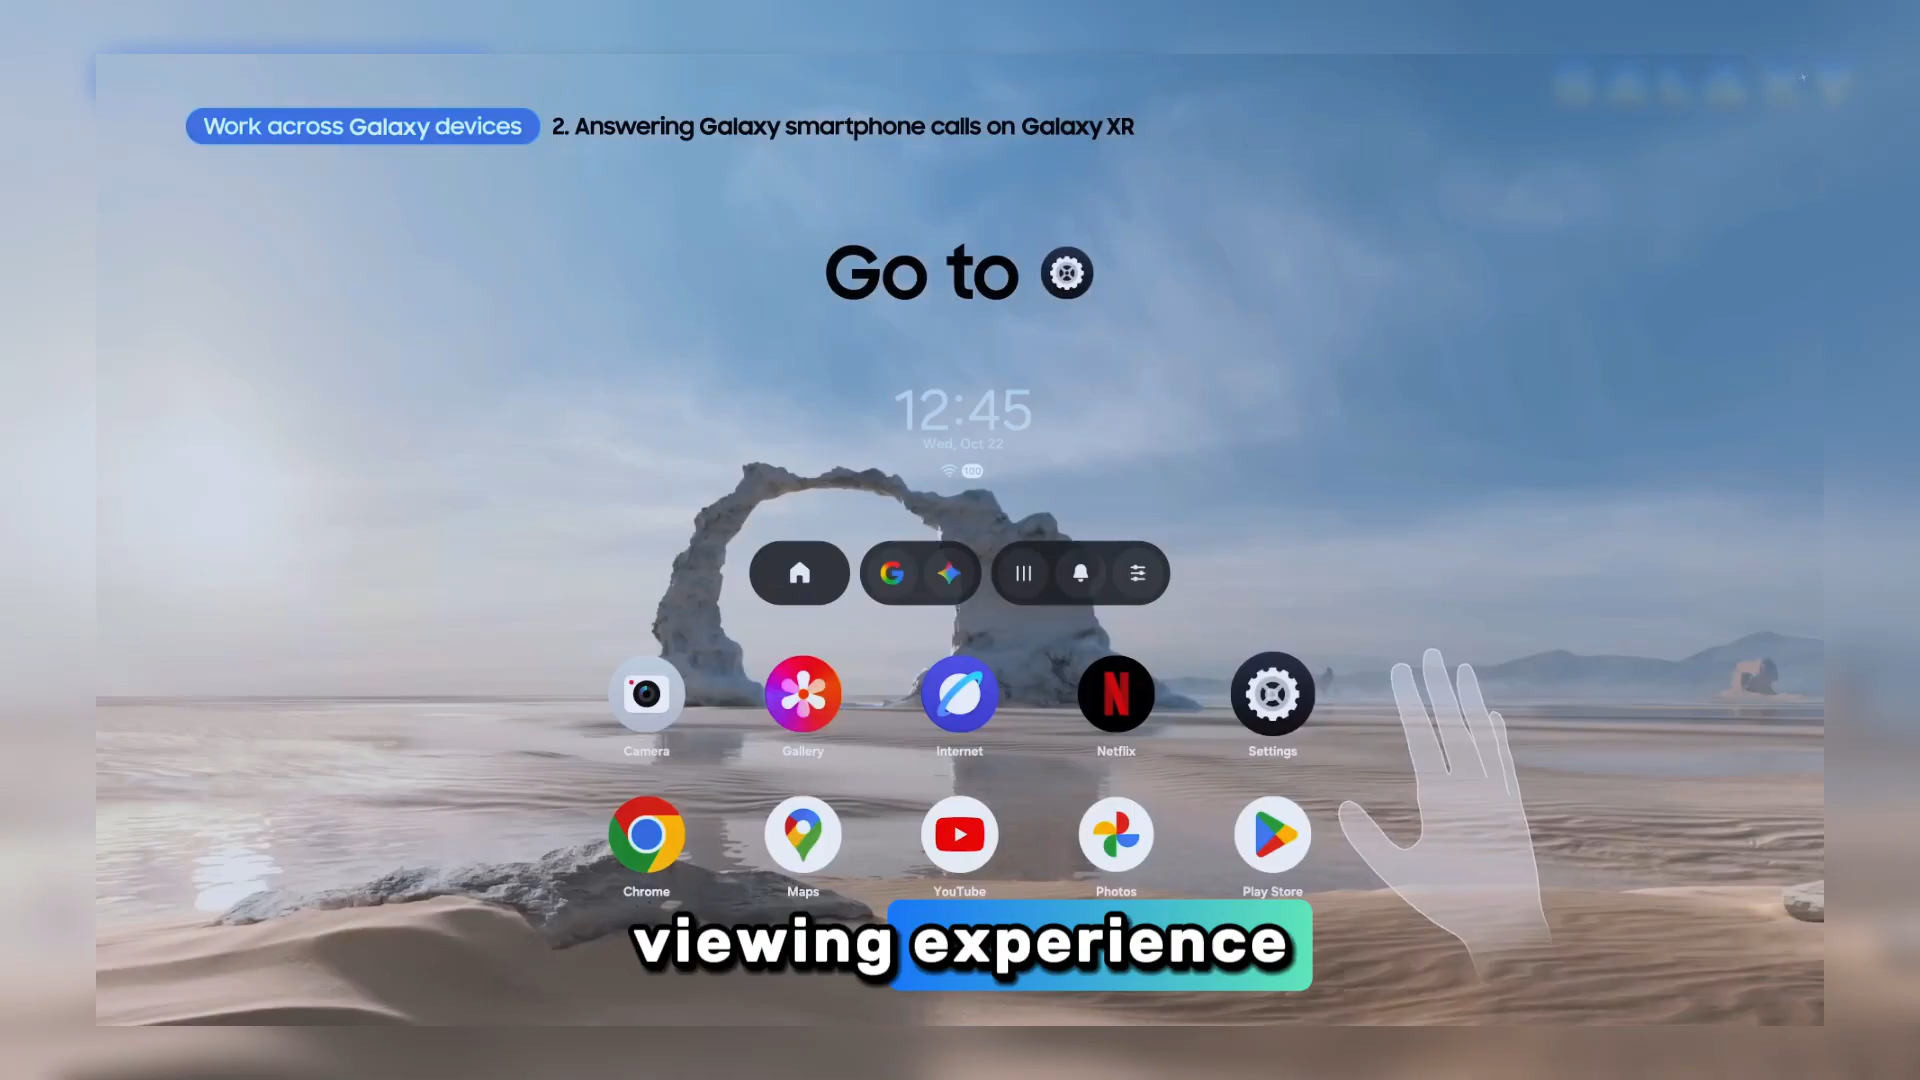 GALAXY
Work across Galaxy devices 2. Answering Galaxy smartphone calls on Galaxy XR
Go to
12:45
Wed, Oct 22
100
Camera Gallery Internet Netflix Settings
Chrome Maps YouTube Photos Play Store
viewing experience